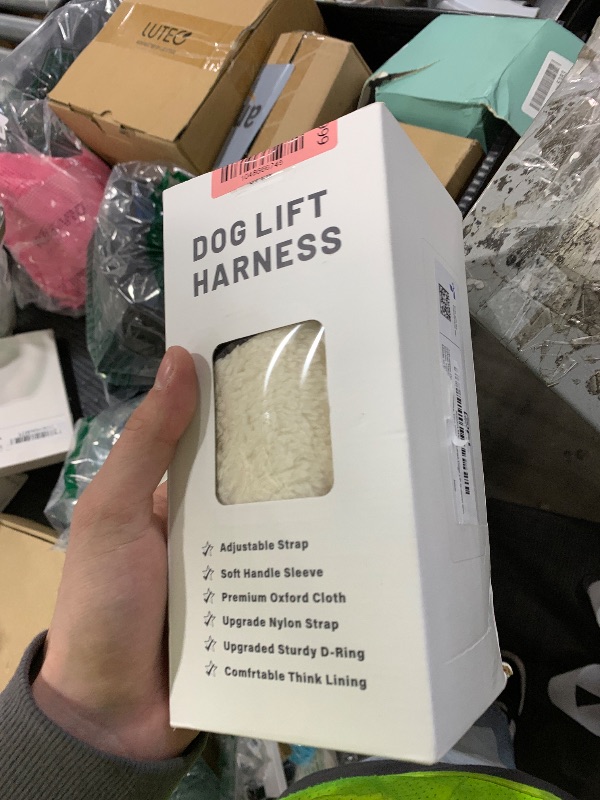 LUTEC
DOG LIFT
HARNESS
Adjustable Strap
Soft Handle Sleeve
Premium Oxford Cloth
Upgrade Nylon Strap
Upgraded Sturdy D-Ring
Comfrtable Think Lining